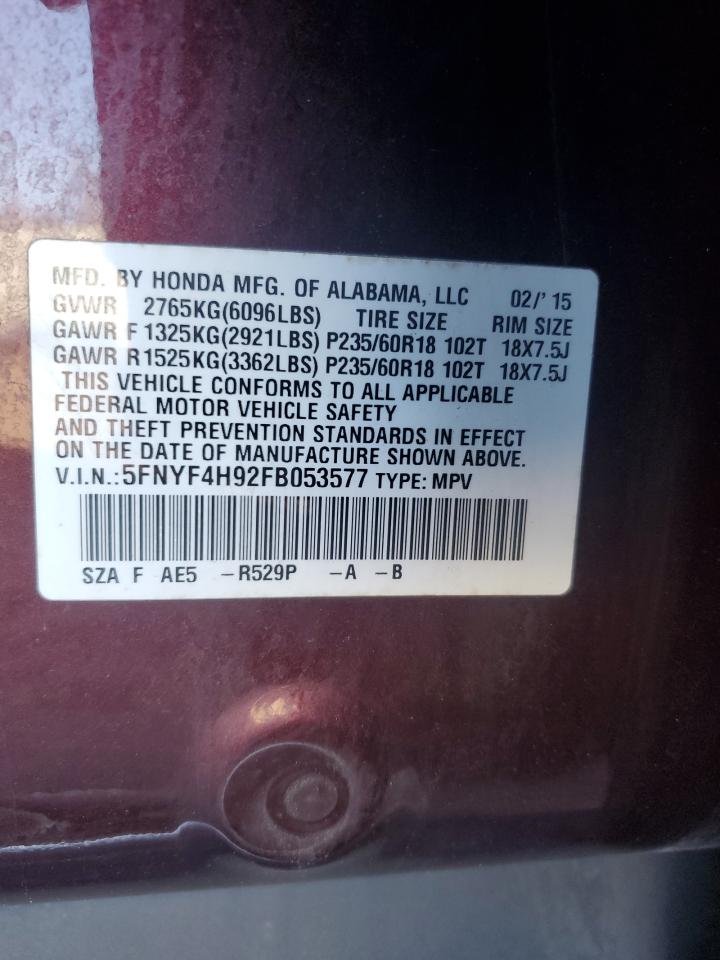 MFD. BY HONDA MFG. OF ALABAMA, LLC 02/'15
GVWR 2765KG(6096LBS) TIRE SIZE RIM SIZE
GAWR F 1325KG(2921LBS) P235/60R18 102T 18X7.5J
GAWR R1525KG(3362LBS) P235/60R18 102T 18X7.5J
THIS VEHICLE CONFORMS TO ALL APPLICABLE
FEDERAL MOTOR VEHICLE SAFETY
AND THEFT PREVENTION STANDARDS IN EFFECT
ON THE DATE OF MANUFACTURE SHOWN ABOVE.
V.I.N.:5FNYF4H92FB053577 TYPE: MPV
SZA F AE5 -R529P -A -B